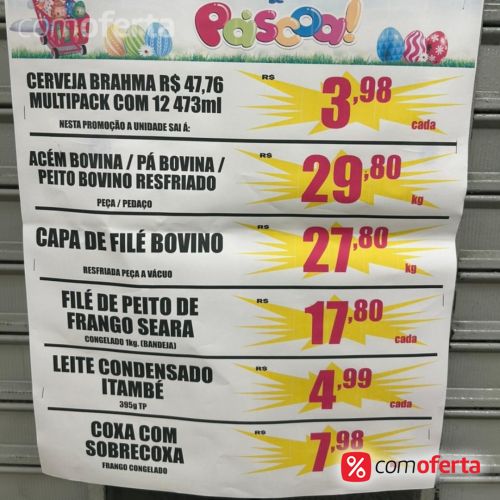 comoferta
DE
Páscoa!
CERVEJA BRAHMA R$ 47,76
MULTIPACK COM 12 473ml
NESTA PROMOÇÃO A UNIDADE SAI Á:
R$ 3,98
cada
ACÉM BOVINA / PÁ BOVINA /
PEITO BOVINO RESFRIADO
PEÇA / PEDAÇO
R$ 29,80
kg
CAPA DE FILÉ BOVINO
RESFRIADA PEÇA A VÁCUO
R$ 27,80
kg
FILÉ DE PEITO DE
FRANGO SEARA
CONGELADO 1kg. (BANDEJA)
R$ 17,80
cada
LEITE CONDENSADO
ITAMBÉ
395g TP
R$ 4,99
cada
COXA COM
SOBRECOXA
FRANGO CONGELADO
R$ 7,98
% comoferta